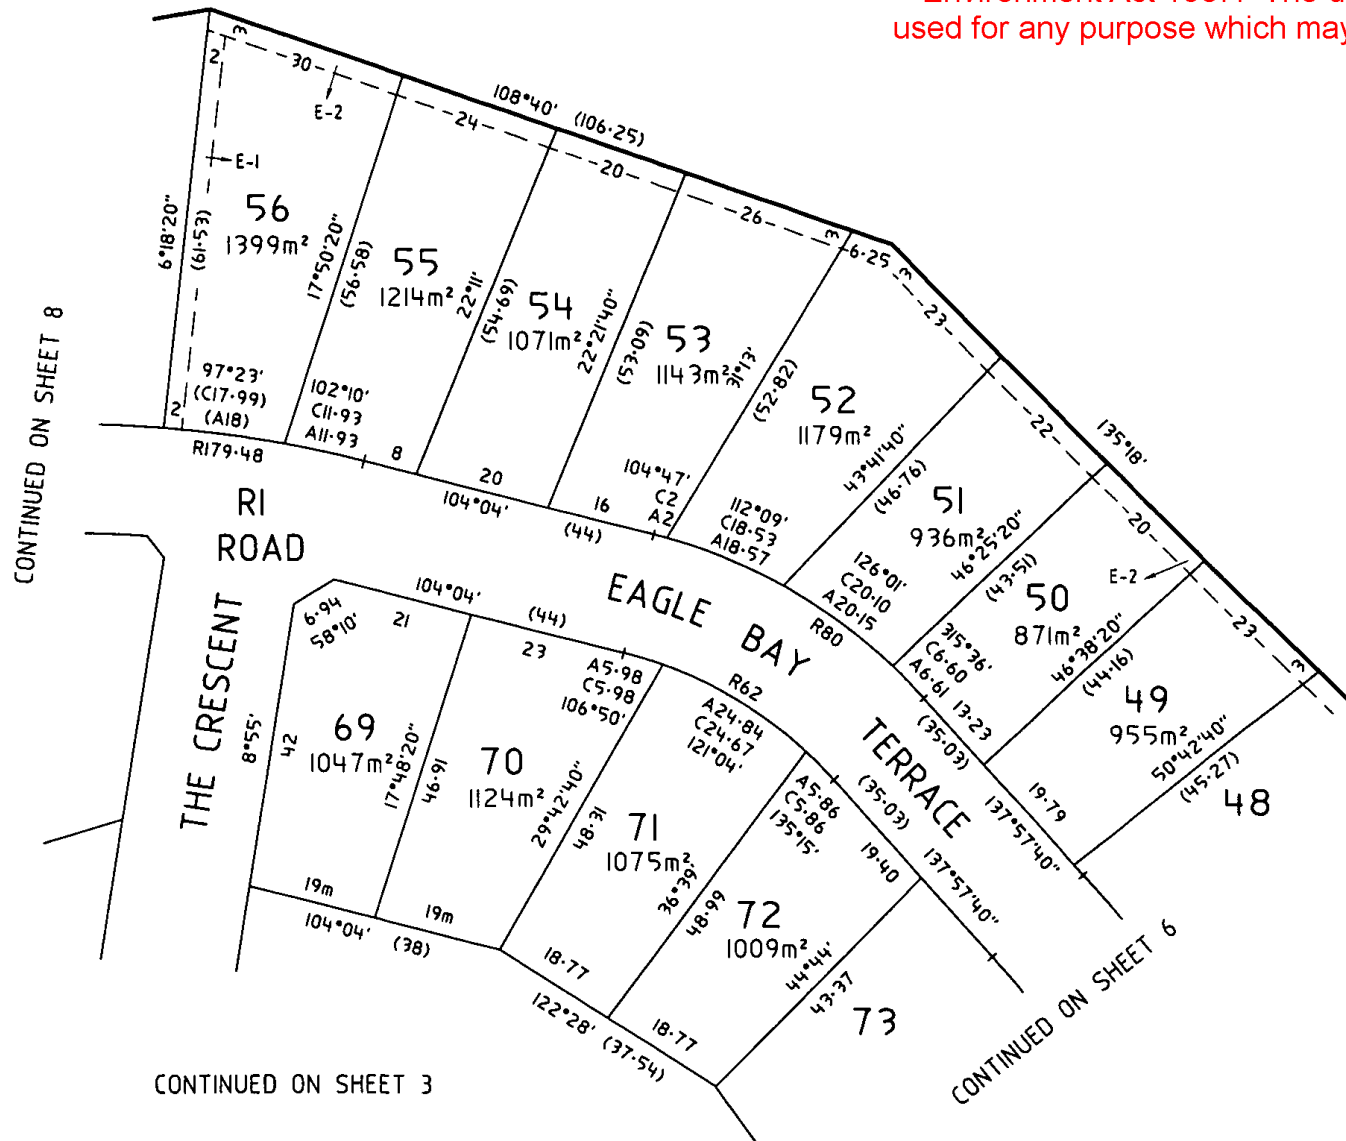 used for any purpose which may
3
2
30
E-2
108°40' (106·25)
24
20
26
3
6·25
3
23
E-1
56
1399m²
6°18'20"
(61·53)
17°50'20"
(56·58)
55
1214m²
22°11'
(54·69)
54
1071m²
22°21'40"
(53·09)
53
1143m²
31°13'
(52·82)
52
1179m²
43°41'40"
(46·76)
22
135°18'
51
936m²
46°25'20"
(43·51)
20
E-2
50
871m²
46°38'20"
(44·16)
23
3
49
955m²
50°42'40"
(45·27)
48
CONTINUED ON SHEET 8
97°23'
(C17·99)
(A18)
2
R179·48
102°10'
C11·93
A11·93
8
20
104°04'
(44)
16
104°47'
C2
A2
112°09'
C18·53
A18·57
126°01'
C20·10
A20·15
R80
315°36'
C6·60
A6·61
13·23
(35·03)
19·79
137°57'40"
R1
ROAD
EAGLE BAY TERRACE
THE CRESCENT
6·94
58°10'
104°04'
(44)
21
23
A5·98
C5·98
106°50'
R62
A24·84
C24·67
121°04'
A5·86
C5·86
135°15'
(35·03)
19·40
137°57'40"
8°55'
42
69
1047m²
17°48'20"
46·91
70
1124m²
29°42'40"
48·31
71
1075m²
36°39'
48·99
72
1009m²
44°44'
43·37
73
19m
19m
104°04' (38)
18·77
18·77
122°28' (37·54)
CONTINUED ON SHEET 6
CONTINUED ON SHEET 3